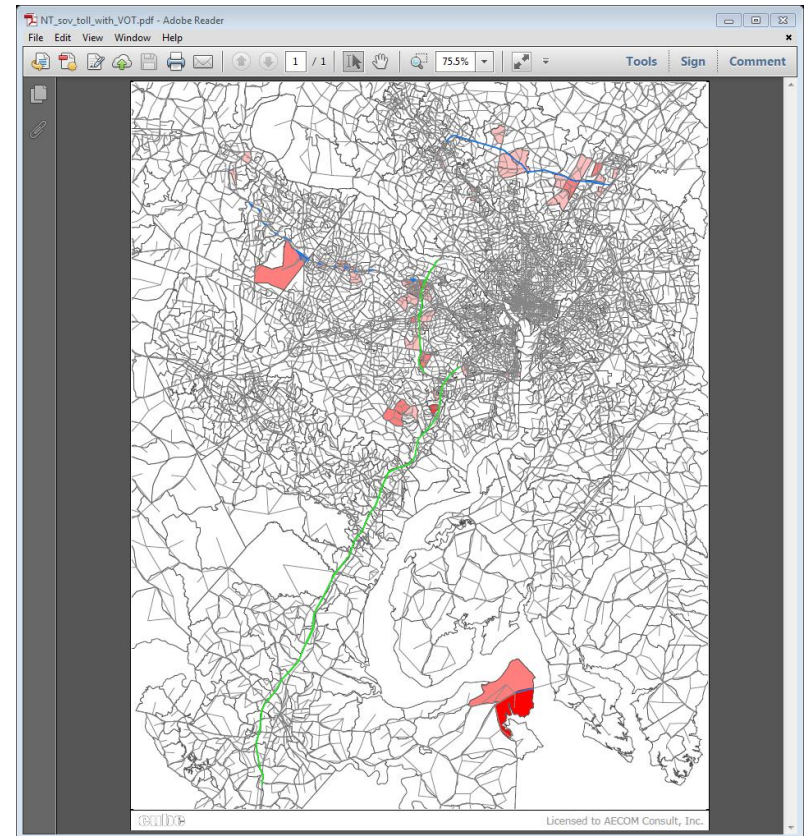 NT_sov_toll_with_VOT.pdf - Adobe Reader
File Edit View Window Help
1 / 1 75.5% Tools Sign Comment
cube Licensed to AECOM Consult, Inc.